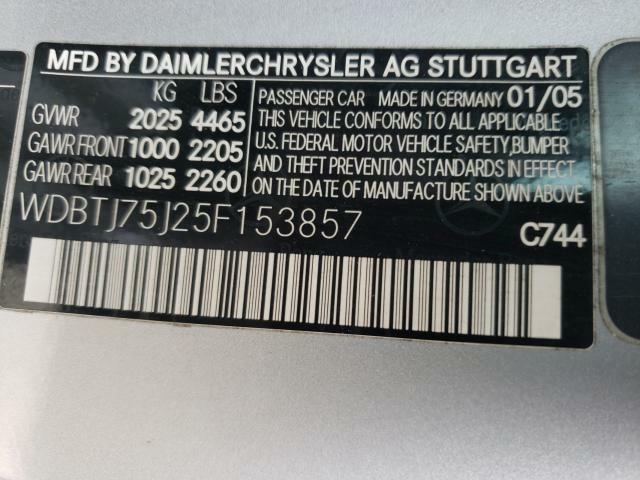 MFD BY DAIMLERCHRYSLER AG STUTTGART
KG LBS
GVWR 2025 4465
GAWR FRONT 1000 2205
GAWR REAR 1025 2260
PASSENGER CAR MADE IN GERMANY 01/05
THIS VEHICLE CONFORMS TO ALL APPLICABLE
U.S. FEDERAL MOTOR VEHICLE SAFETY, BUMPER
AND THEFT PREVENTION STANDARDS IN EFFECT
ON THE DATE OF MANUFACTURE SHOWN ABOVE
WDBTJ75J25F153857
C744